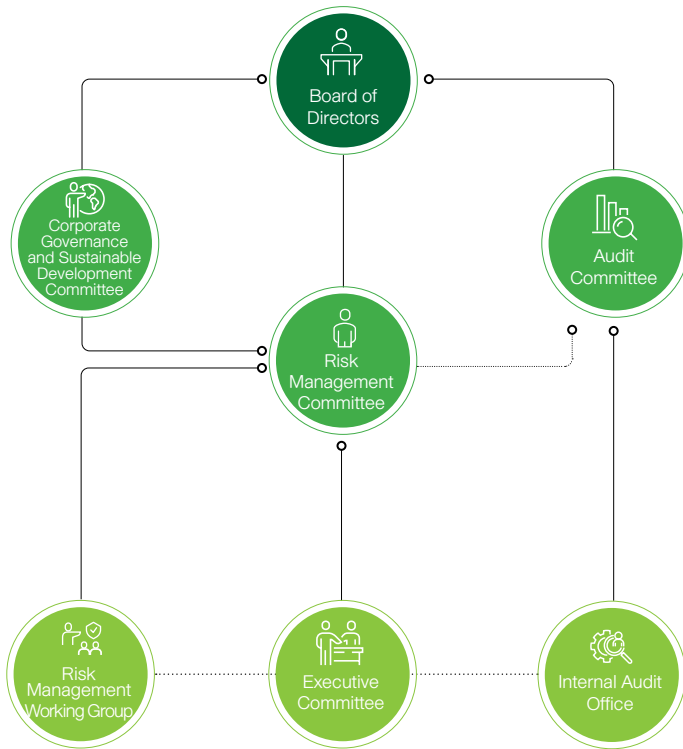 Board of
Directors
Corporate
Governance
and Sustainable
Development
Committee
Audit
Committee
Risk
Management
Committee
Risk
Management
Working Group
Executive
Committee
Internal Audit
Office